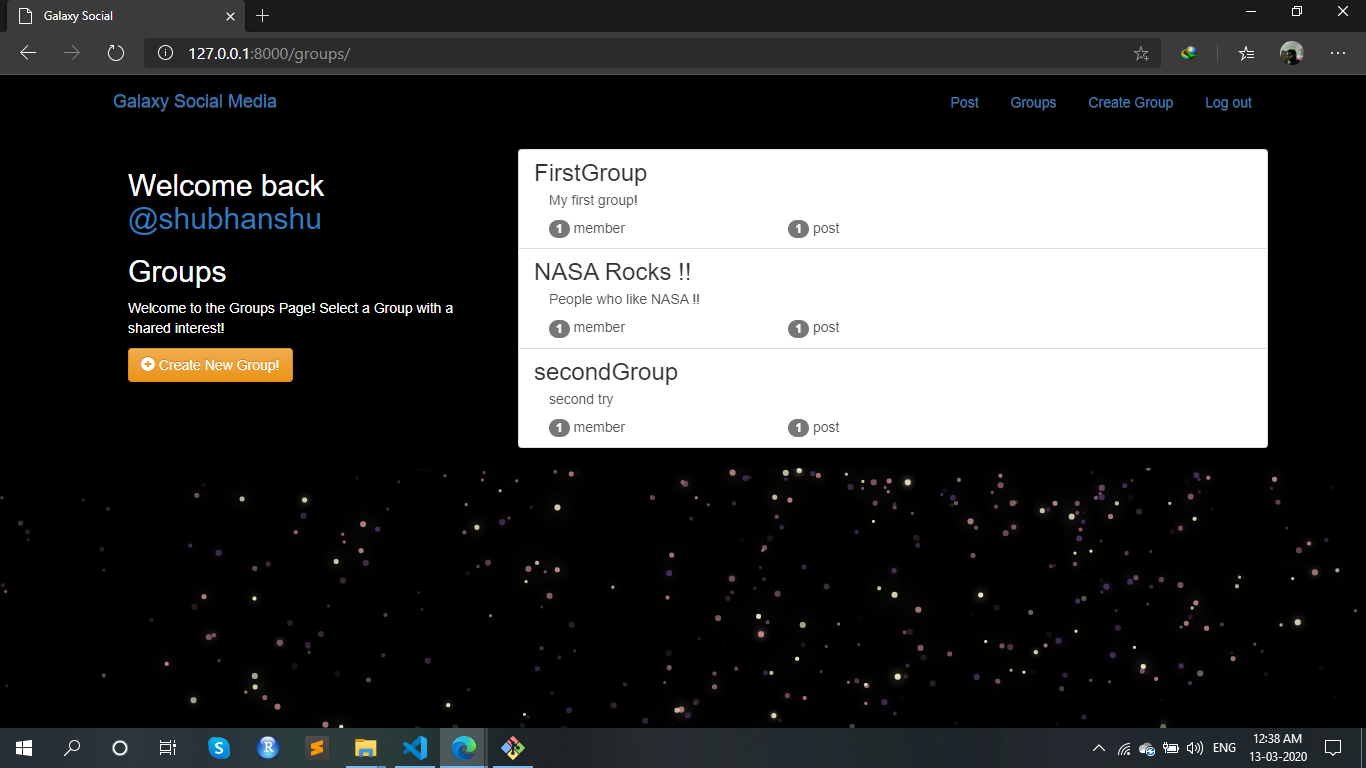 Galaxy Social
127.0.0.1:8000/groups/
Galaxy Social Media
Post Groups Create Group Log out
Welcome back
@shubhanshu
Groups
Welcome to the Groups Page! Select a Group with a
shared interest!
Create New Group!
FirstGroup
My first group!
1 member 1 post
NASA Rocks !!
People who like NASA !!
1 member 1 post
secondGroup
second try
1 member 1 post
S R S
ENG
12:38 AM
13-03-2020